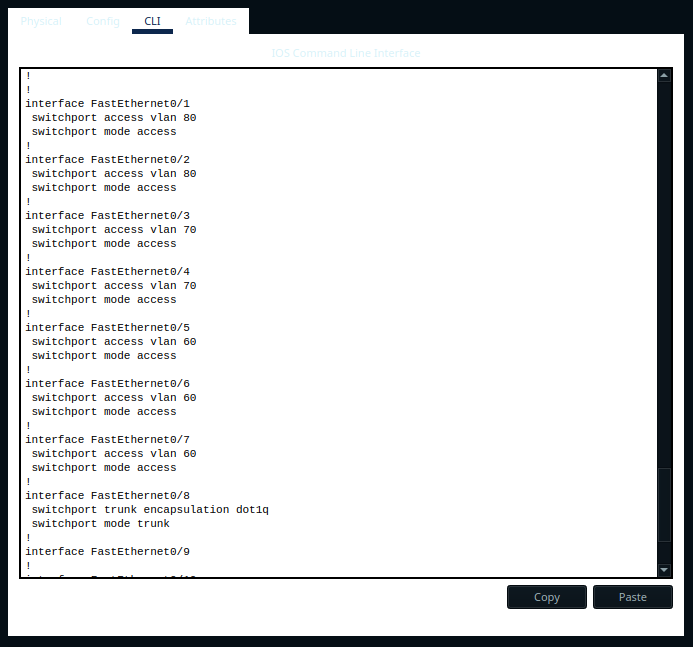 Physical Config CLI Attributes
IOS Command Line Interface
!
!
interface FastEthernet0/1
switchport access vlan 80
switchport mode access
!
interface FastEthernet0/2
switchport access vlan 80
switchport mode access
!
interface FastEthernet0/3
switchport access vlan 70
switchport mode access
!
interface FastEthernet0/4
switchport access vlan 70
switchport mode access
!
interface FastEthernet0/5
switchport access vlan 60
switchport mode access
!
interface FastEthernet0/6
switchport access vlan 60
switchport mode access
!
interface FastEthernet0/7
switchport access vlan 60
switchport mode access
!
interface FastEthernet0/8
switchport trunk encapsulation dot1q
switchport mode trunk
!
interface FastEthernet0/9
!
Copy Paste